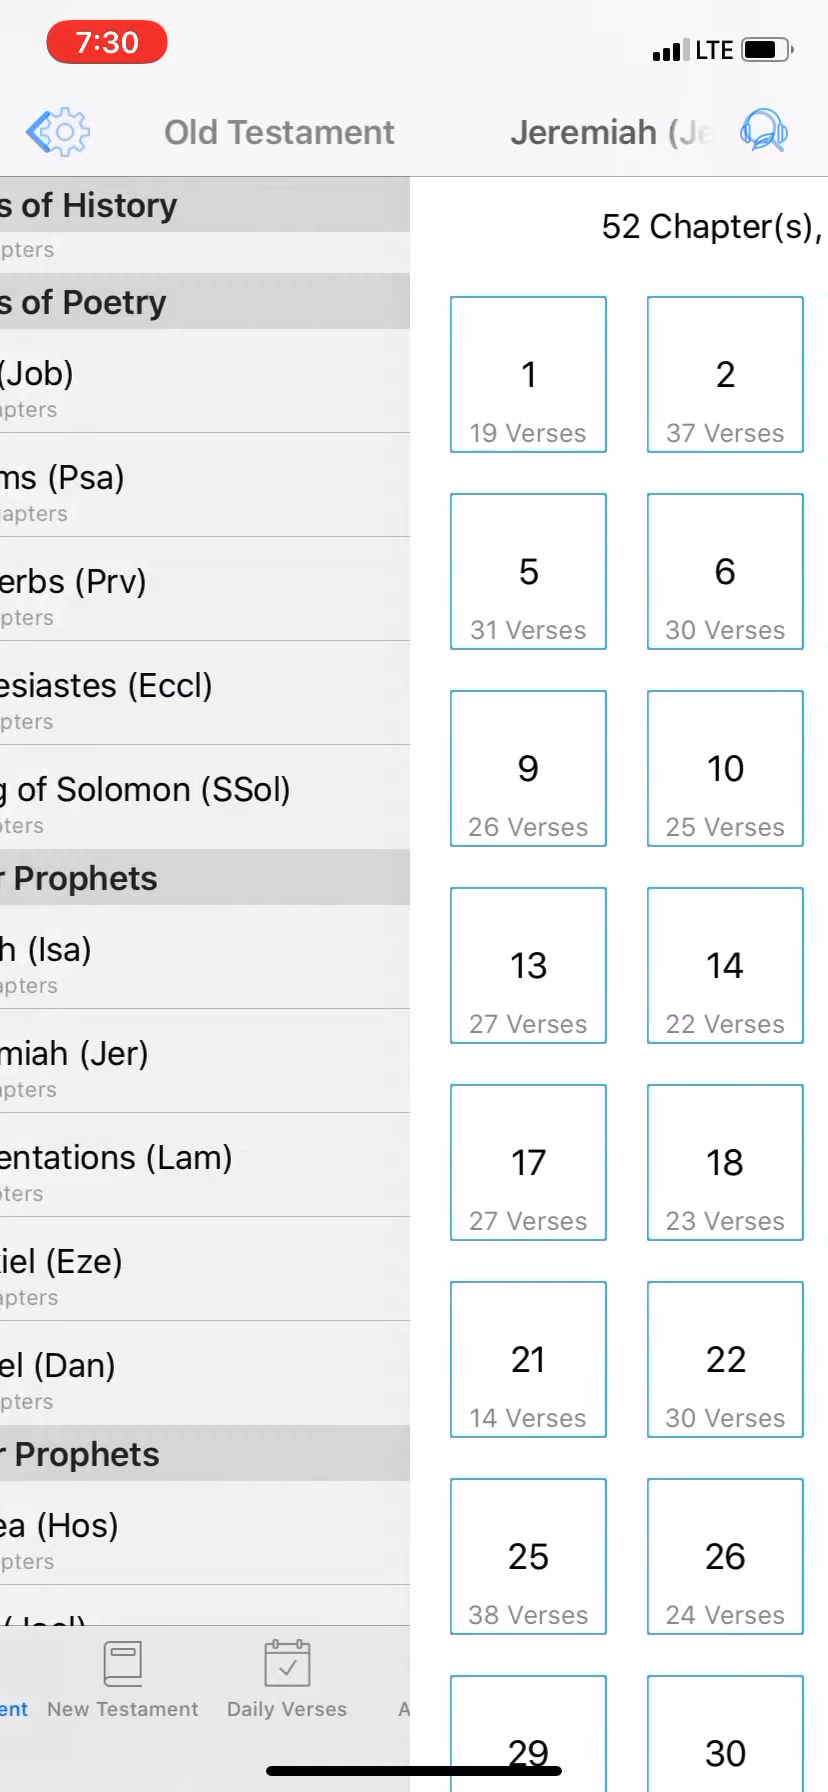 7:30
LTE
Old Testament
Jeremiah (Je
s of History
pters
s of Poetry
(Job)
apters
ms (Psa)
apters
erbs (Prv)
pters
esiastes (Eccl)
pters
g of Solomon (SSol)
pters
r Prophets
h (Isa)
apters
miah (Jer)
apters
entations (Lam)
pters
kiel (Eze)
apters
el (Dan)
pters
r Prophets
ea (Hos)
pters
ent
New Testament
Daily Verses
A
52 Chapter(s),
1
19 Verses
2
37 Verses
5
31 Verses
6
30 Verses
9
26 Verses
10
25 Verses
13
27 Verses
14
22 Verses
17
27 Verses
18
23 Verses
21
14 Verses
22
30 Verses
25
38 Verses
26
24 Verses
29
30